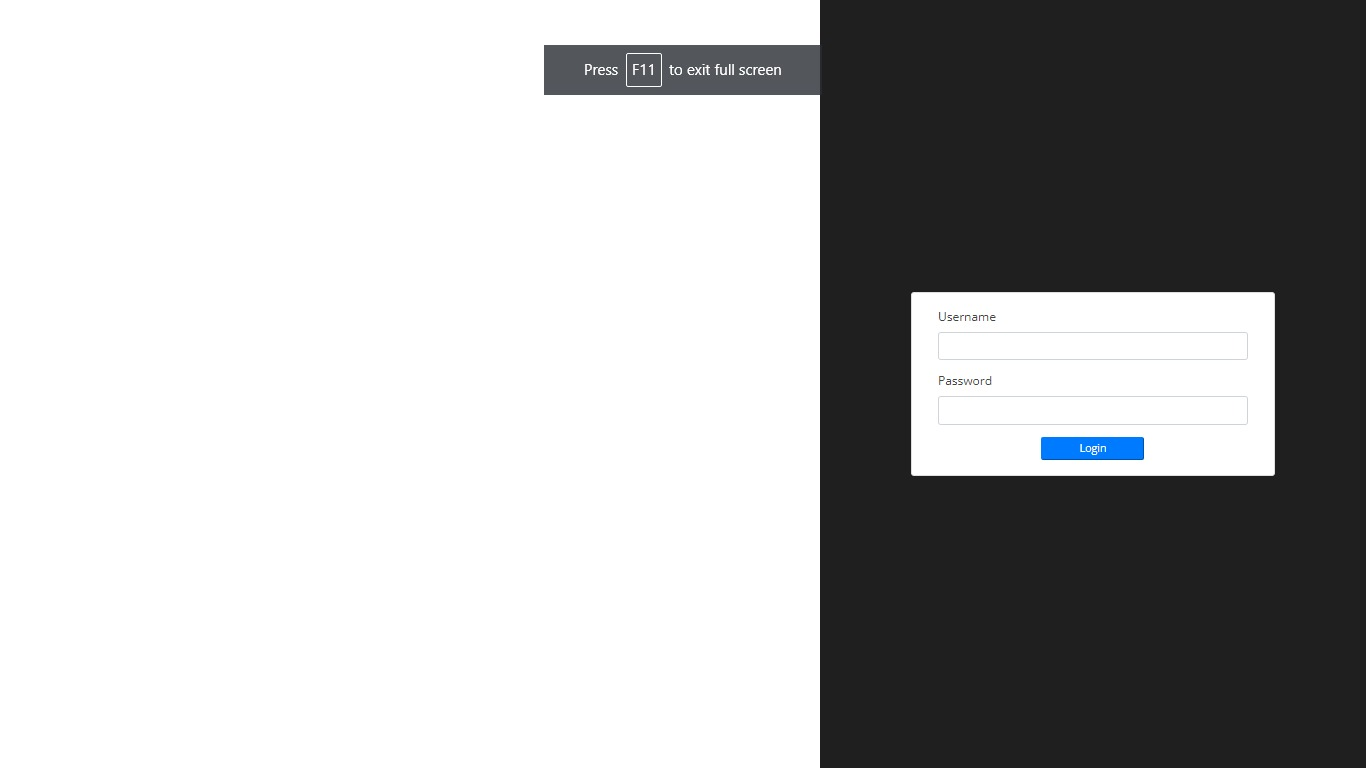 Press F11 to exit full screen
Username
Password
Login